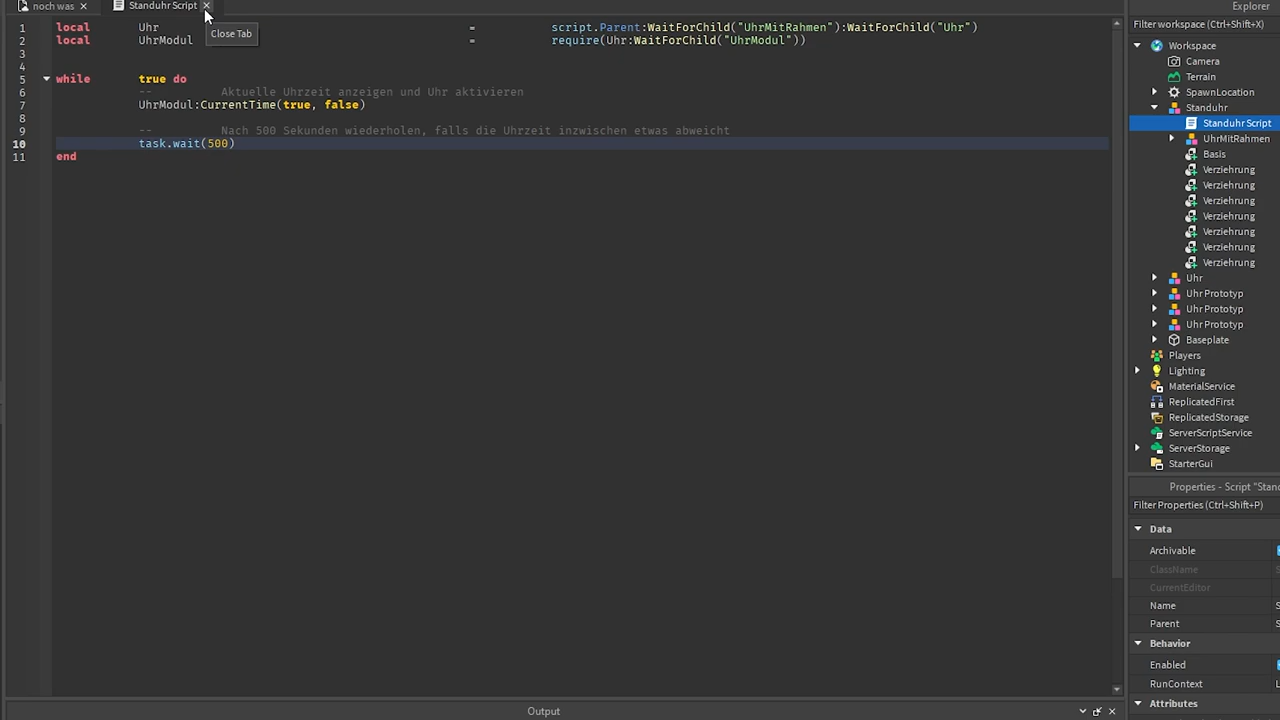 noch was
Standuhr Script
Close Tab
Explorer
1 local Uhr = script.Parent:WaitForChild("UhrMitRahmen"):WaitForChild("Uhr")
2 local UhrModul = require(Uhr:WaitForChild("UhrModul"))
3
4
5 while true do
6 -- Aktuelle Uhrzeit anzeigen und Uhr aktivieren
7 UhrModul:CurrentTime(true, false)
8
9 -- Nach 500 Sekunden wiederholen, falls die Uhrzeit inzwischen etwas abweicht
10 task.wait(500)
11 end
Filter workspace (Ctrl+Shift+X)
Workspace
Camera
Terrain
SpawnLocation
Standuhr
Standuhr Script
UhrMitRahmen
Basis
Verziehrung
Verziehrung
Verziehrung
Verziehrung
Verziehrung
Verziehrung
Verziehrung
Uhr
Uhr Prototyp
Uhr Prototyp
Uhr Prototyp
Baseplate
Players
Lighting
MaterialService
ReplicatedFirst
ReplicatedStorage
ServerScriptService
ServerStorage
StarterGui
Properties - Script "Stand
Filter Properties (Ctrl+Shift+P)
Data
Archivable
ClassName S
CurrentEditor
Name S
Parent S
Behavior
Enabled
RunContext L
Attributes
Output